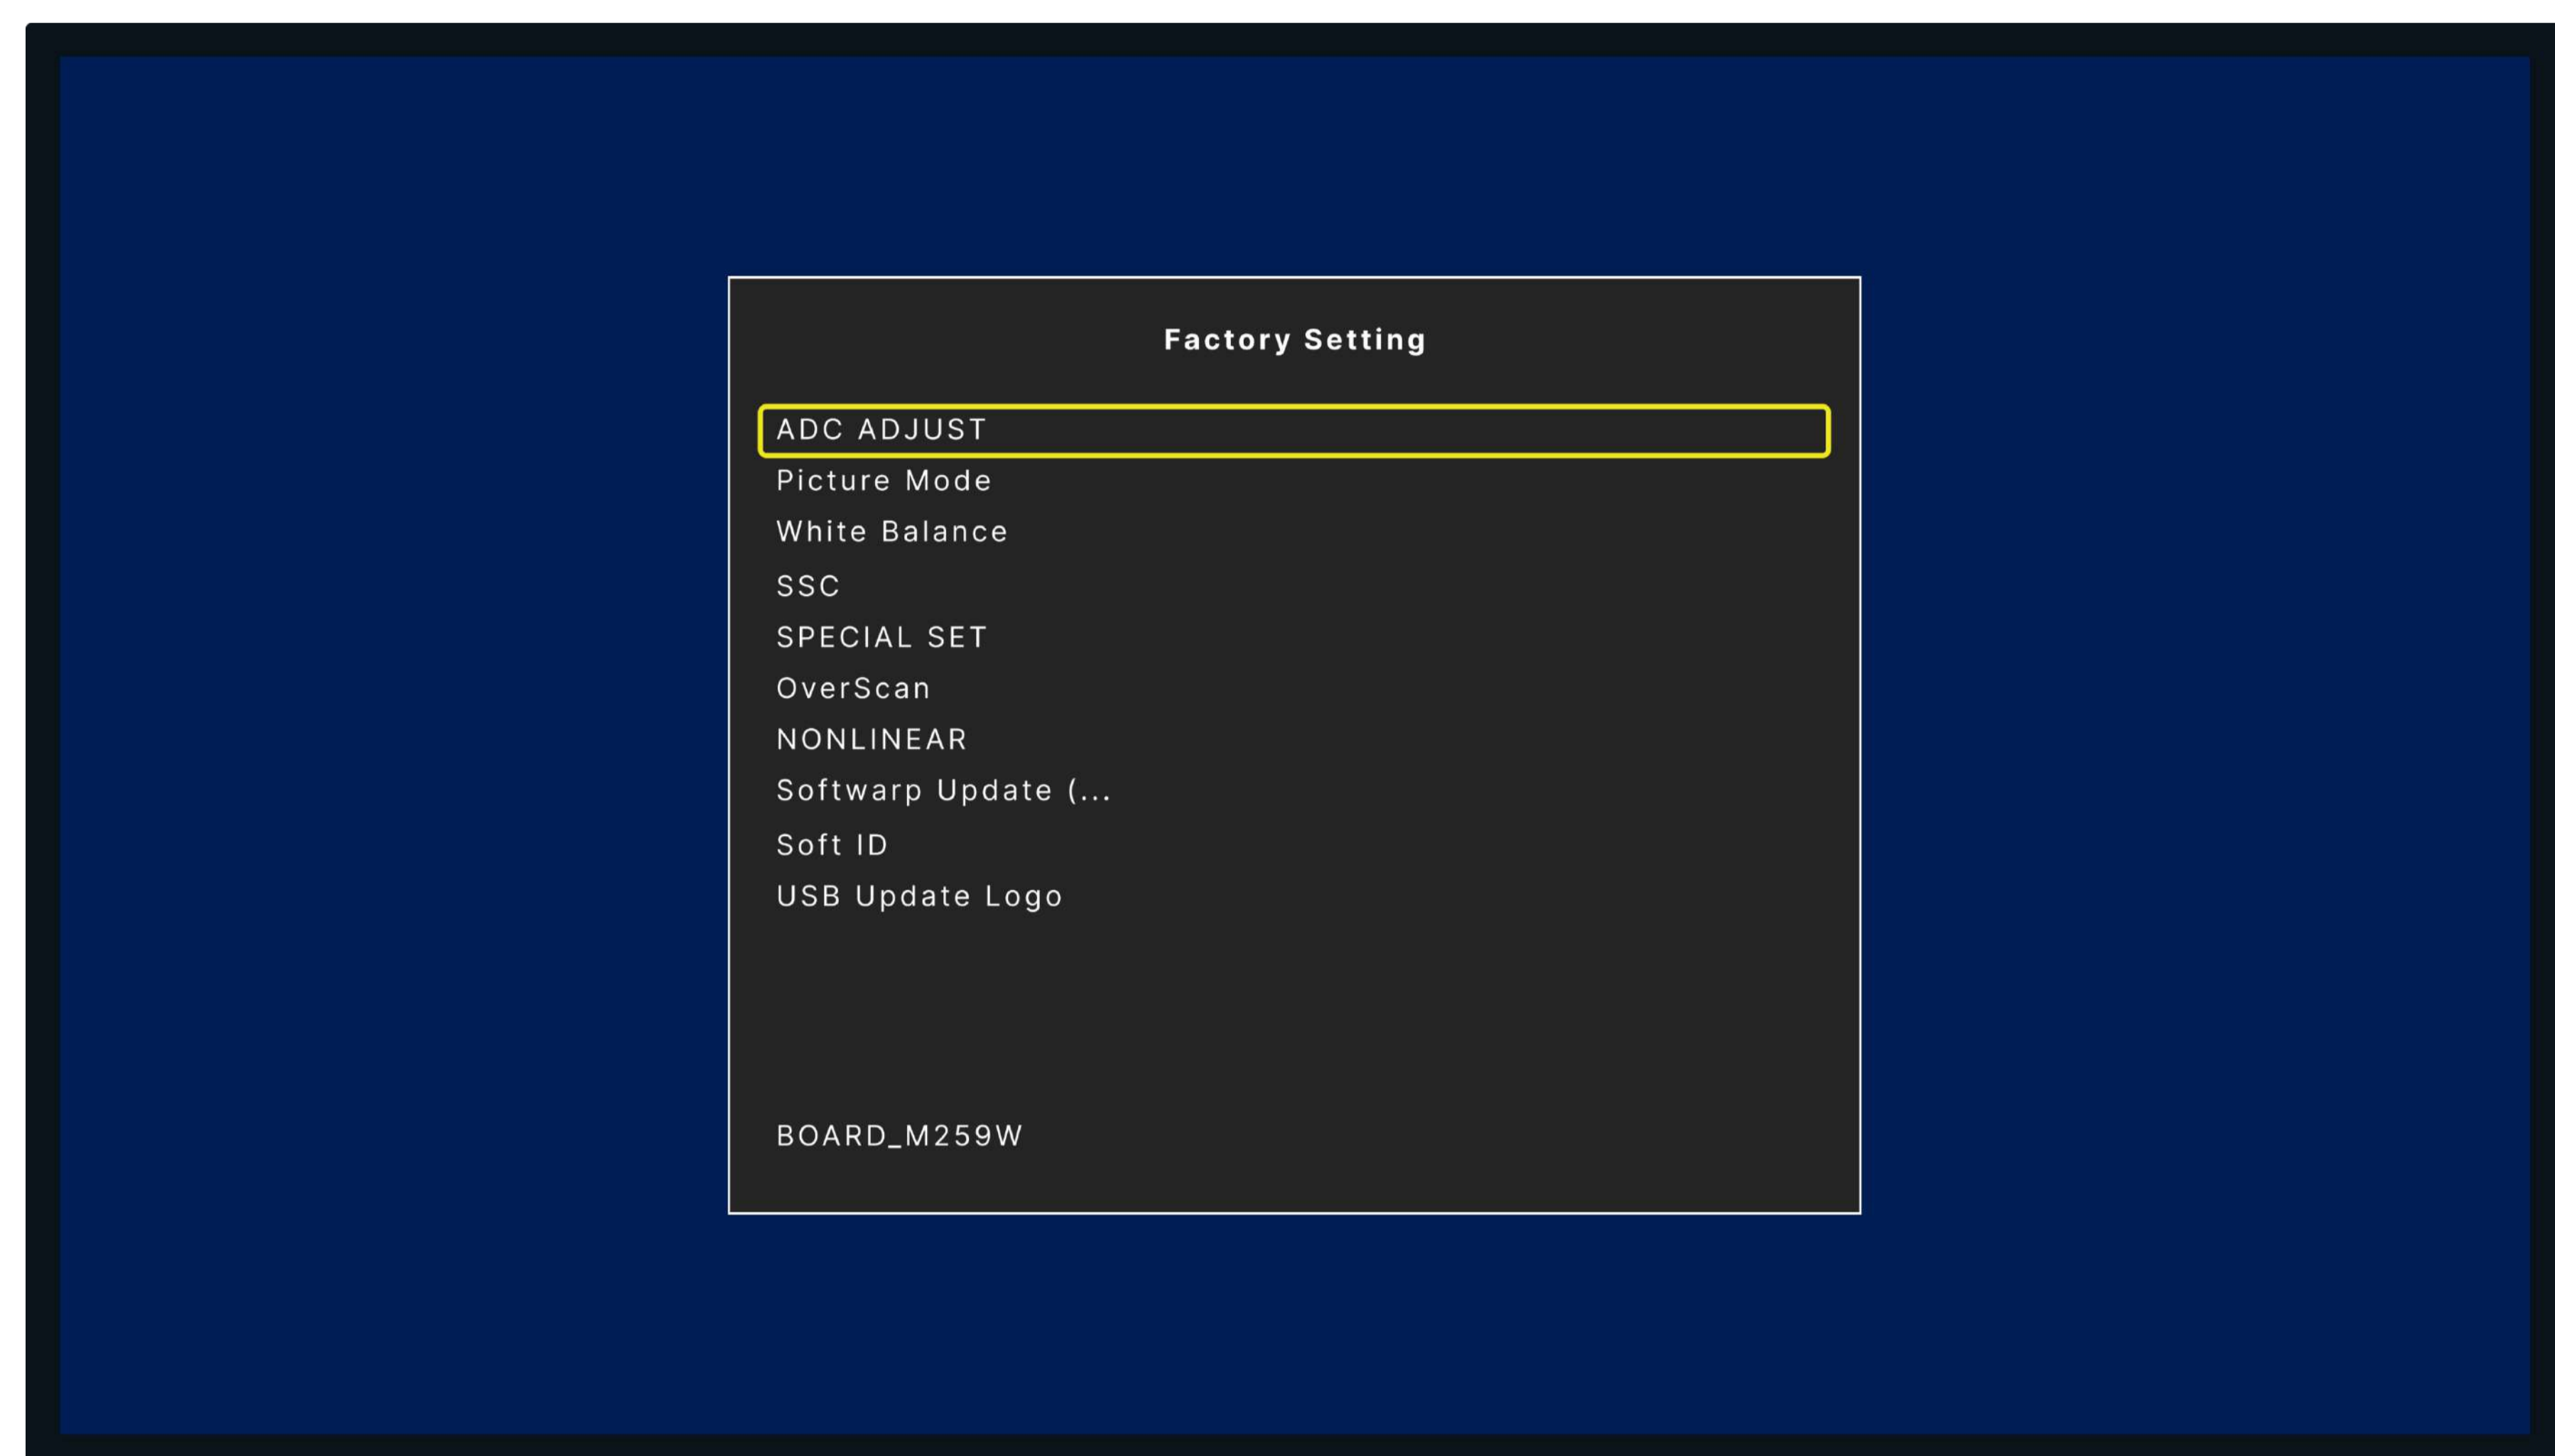 Factory Setting
ADC ADJUST
Picture Mode
White Balance
SSC
SPECIAL SET
OverScan
NONLINEAR
Softwarp Update (...
Soft ID
USB Update Logo
BOARD_M259W